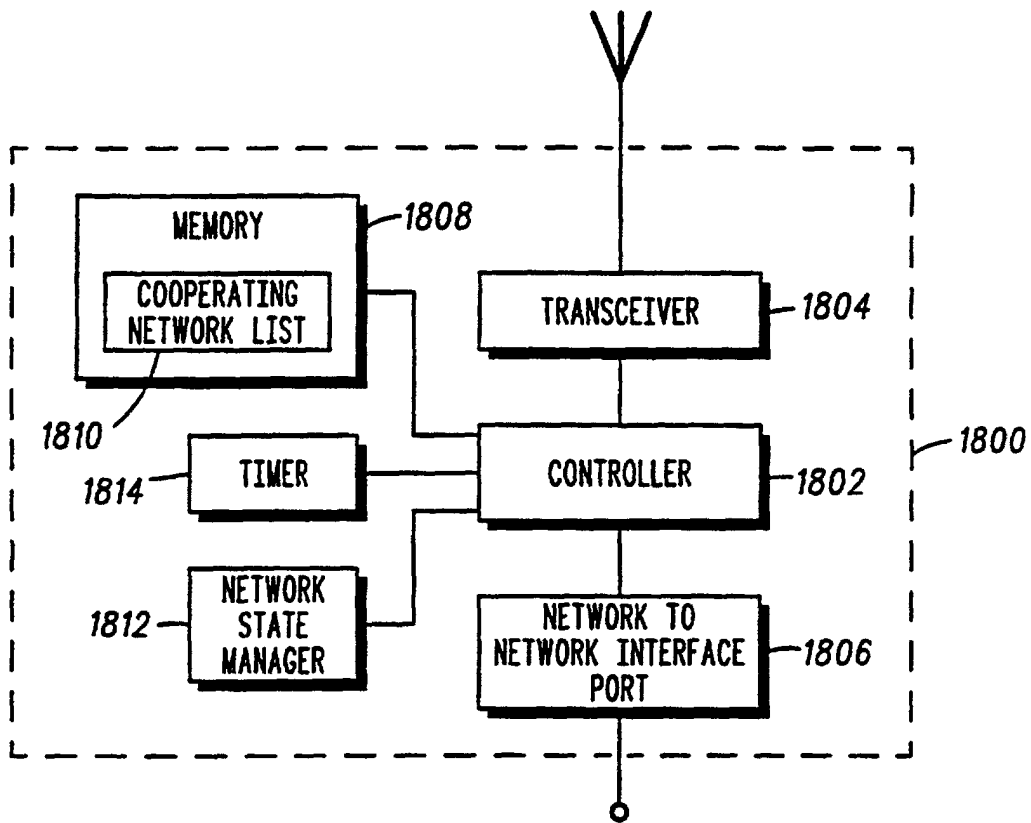 MEMORY
1808
COOPERATING
NETWORK LIST
1810
TRANSCEIVER
1804
1800
TIMER
1814
CONTROLLER
1802
NETWORK
STATE
MANAGER
1812
NETWORK TO
NETWORK INTERFACE
PORT
1806